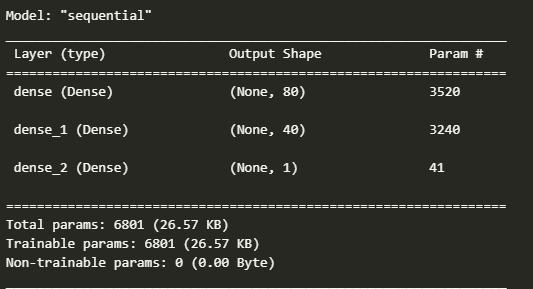 Model: "sequential"
_________________________________________________________________
Layer (type) Output Shape Param #
=================================================================
dense (Dense) (None, 80) 3520
dense_1 (Dense) (None, 40) 3240
dense_2 (Dense) (None, 1) 41
=================================================================
Total params: 6801 (26.57 KB)
Trainable params: 6801 (26.57 KB)
Non-trainable params: 0 (0.00 Byte)
_________________________________________________________________